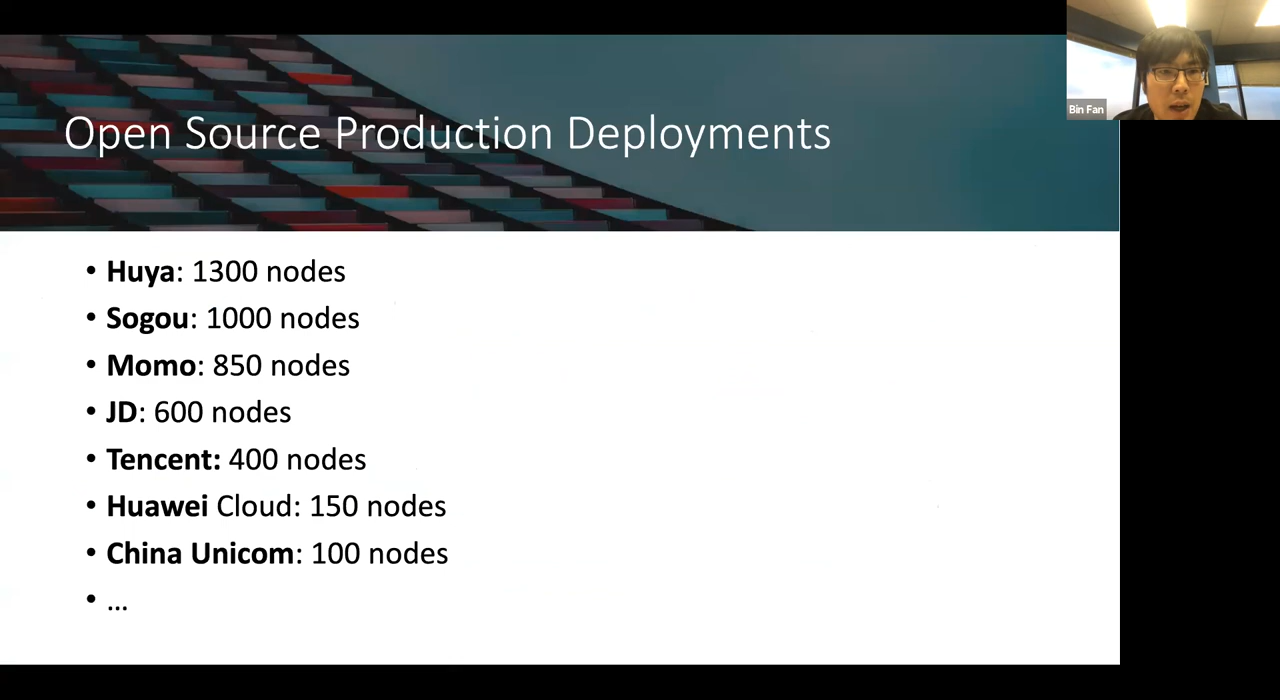 Bin Fan
Open Source Production Deployments
• Huya: 1300 nodes
• Sogou: 1000 nodes
• Momo: 850 nodes
• JD: 600 nodes
• Tencent: 400 nodes
• Huawei Cloud: 150 nodes
• China Unicom: 100 nodes
• ...